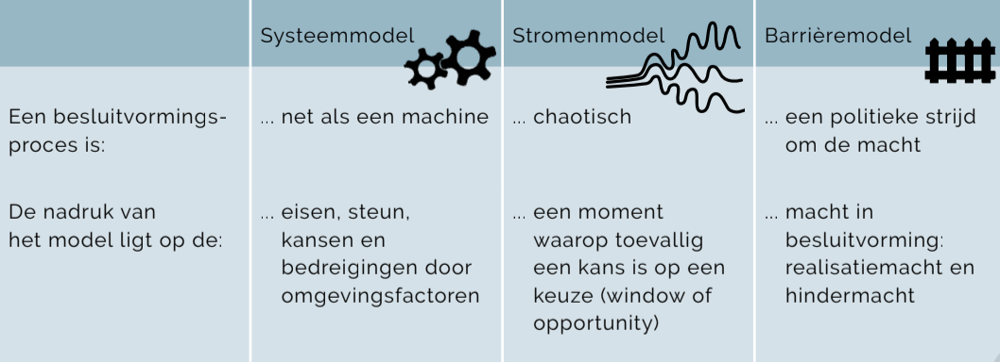 Systeemmodel
Stromenmodel
Barrièremodel
Een besluitvormings-
proces is:
... net als een machine
... chaotisch
... een politieke strijd
om de macht
De nadruk van
het model ligt op de:
... eisen, steun,
kansen en
bedreigingen door
omgevingsfactoren
... een moment
waarop toevallig
een kans is op een
keuze (window of
opportunity)
... macht in
besluitvorming:
realisatiemacht en
hindermacht